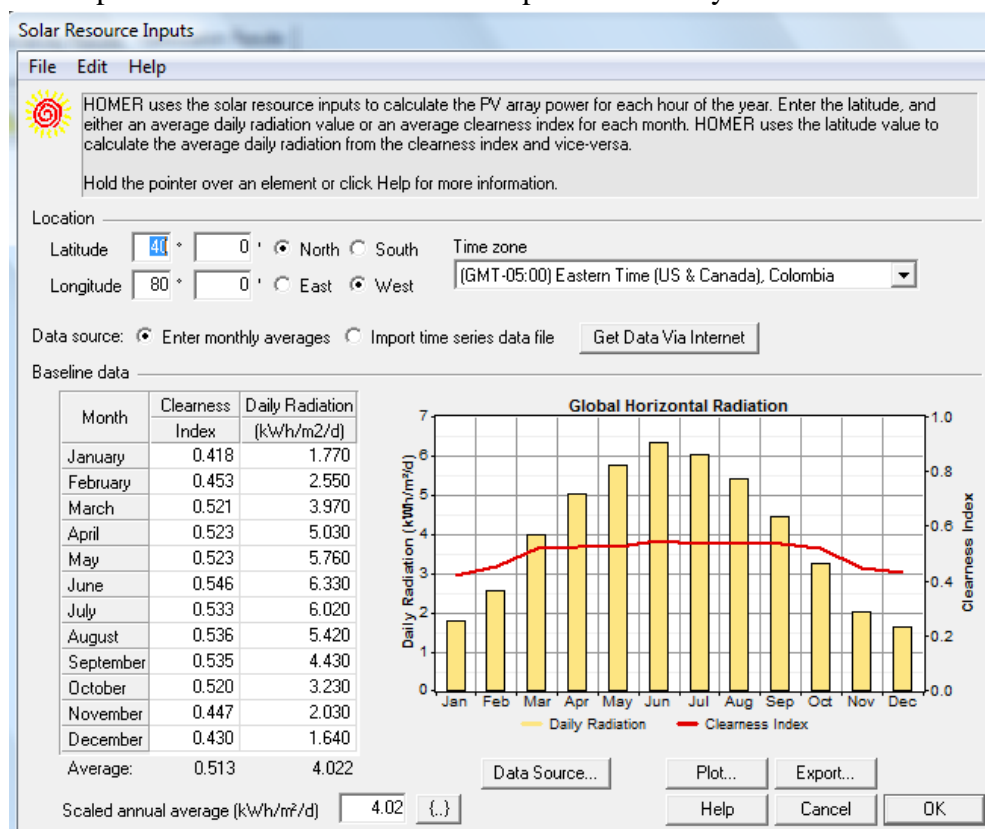 Solar Resource Inputs
File Edit Help
HOMER uses the solar resource inputs to calculate the PV array power for each hour of the year. Enter the latitude, and
either an average daily radiation value or an average clearness index for each month. HOMER uses the latitude value to
calculate the average daily radiation from the clearness index and vice-versa.
Hold the pointer over an element or click Help for more information.
Location
Latitude 40 ° 0 ' North South Time zone
Longitude 80 ° 0 ' East West (GMT-05:00) Eastern Time (US & Canada), Colombia
Data source: Enter monthly averages Import time series data file Get Data Via Internet
Baseline data
Month Clearness Index Daily Radiation (kWh/m2/d)
January 0.418 1.770
February 0.453 2.550
March 0.521 3.970
April 0.523 5.030
May 0.523 5.760
June 0.546 6.330
July 0.533 6.020
August 0.536 5.420
September 0.535 4.430
October 0.520 3.230
November 0.447 2.030
December 0.430 1.640
Average: 0.513 4.022
Scaled annual average (kWh/m²/d) 4.02 {..}
Global Horizontal Radiation
Daily Radiation (kWh/m²/d)
7
6
5
4
3
2
1
0
1.0
0.8
0.6
0.4
0.2
0.0
Clearness Index
Jan Feb Mar Apr May Jun Jul Aug Sep Oct Nov Dec
Daily Radiation Clearness Index
Data Source... Plot... Export...
Help Cancel OK